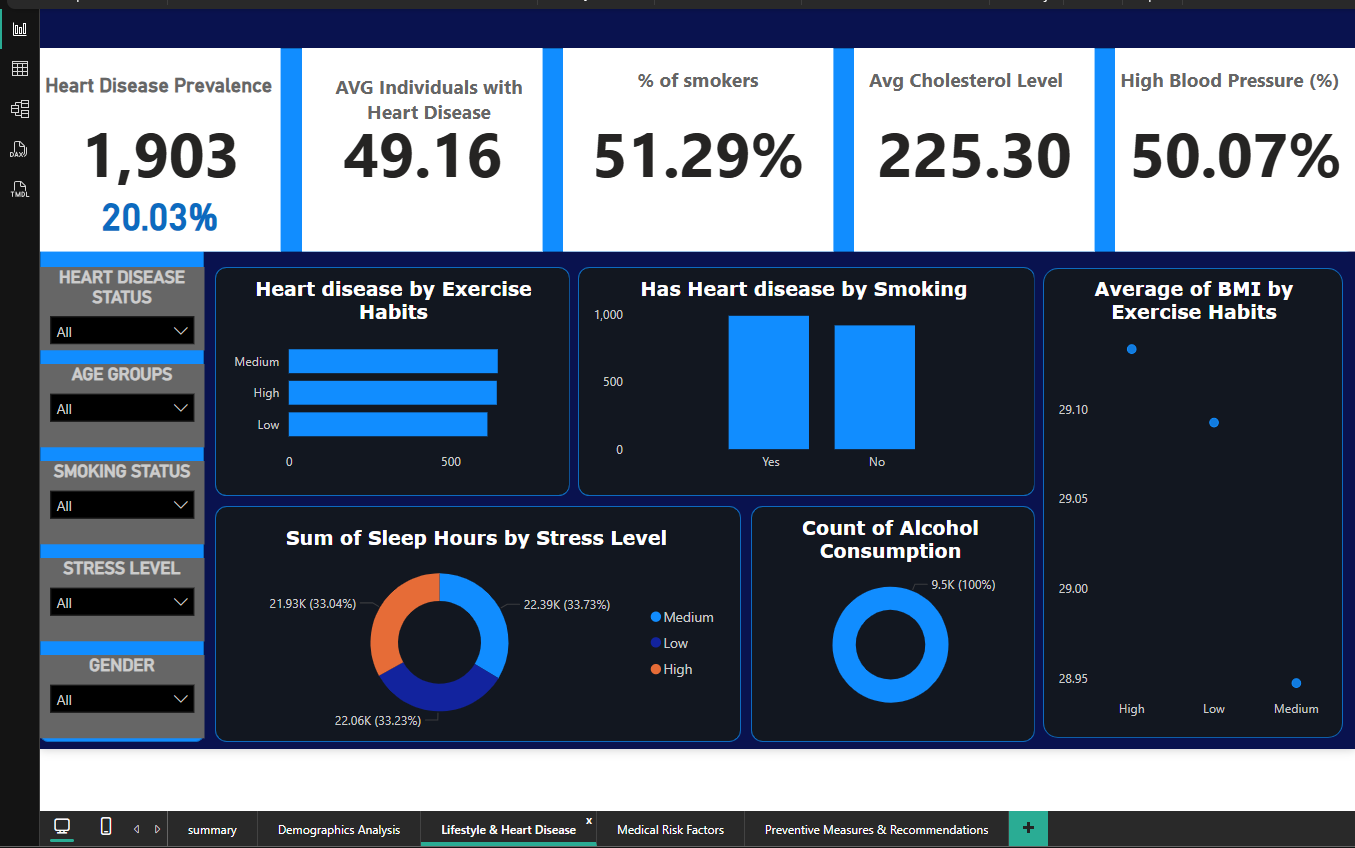 DAX
TMDL
Heart Disease Prevalence
1,903
20.03%
AVG Individuals with
Heart Disease
49.16
% of smokers
51.29%
Avg Cholesterol Level
225.30
High Blood Pressure (%)
50.07%
HEART DISEASE
STATUS
All
AGE GROUPS
All
SMOKING STATUS
All
STRESS LEVEL
All
GENDER
All
Heart disease by Exercise
Habits
Medium
High
Low
0 500
Has Heart disease by Smoking
1,000
500
0
Yes No
Average of BMI by
Exercise Habits
29.10
29.05
29.00
28.95
High Low Medium
Sum of Sleep Hours by Stress Level
21.93K (33.04%)
22.39K (33.73%)
22.06K (33.23%)
Medium
Low
High
Count of Alcohol
Consumption
9.5K (100%)
summary Demographics Analysis Lifestyle & Heart Disease x Medical Risk Factors Preventive Measures & Recommendations +